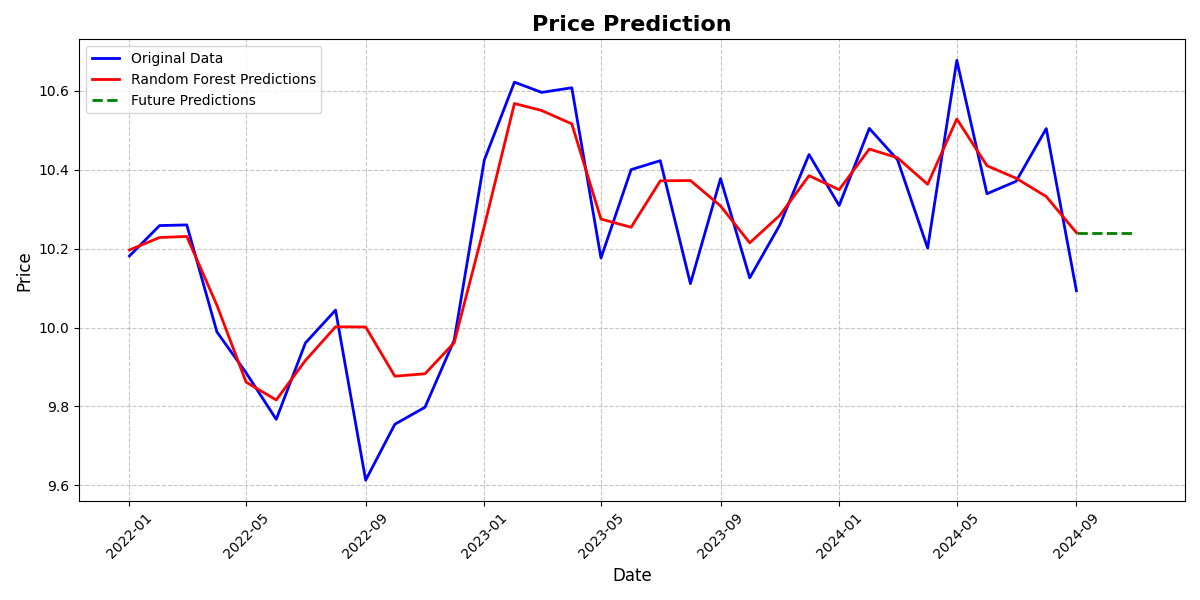 Price Prediction
Original Data
Random Forest Predictions
Future Predictions
Price
10.6
10.4
10.2
10.0
9.8
9.6
2022-01
2022-05
2022-09
2023-01
2023-05
2023-09
2024-01
2024-05
2024-09
Date